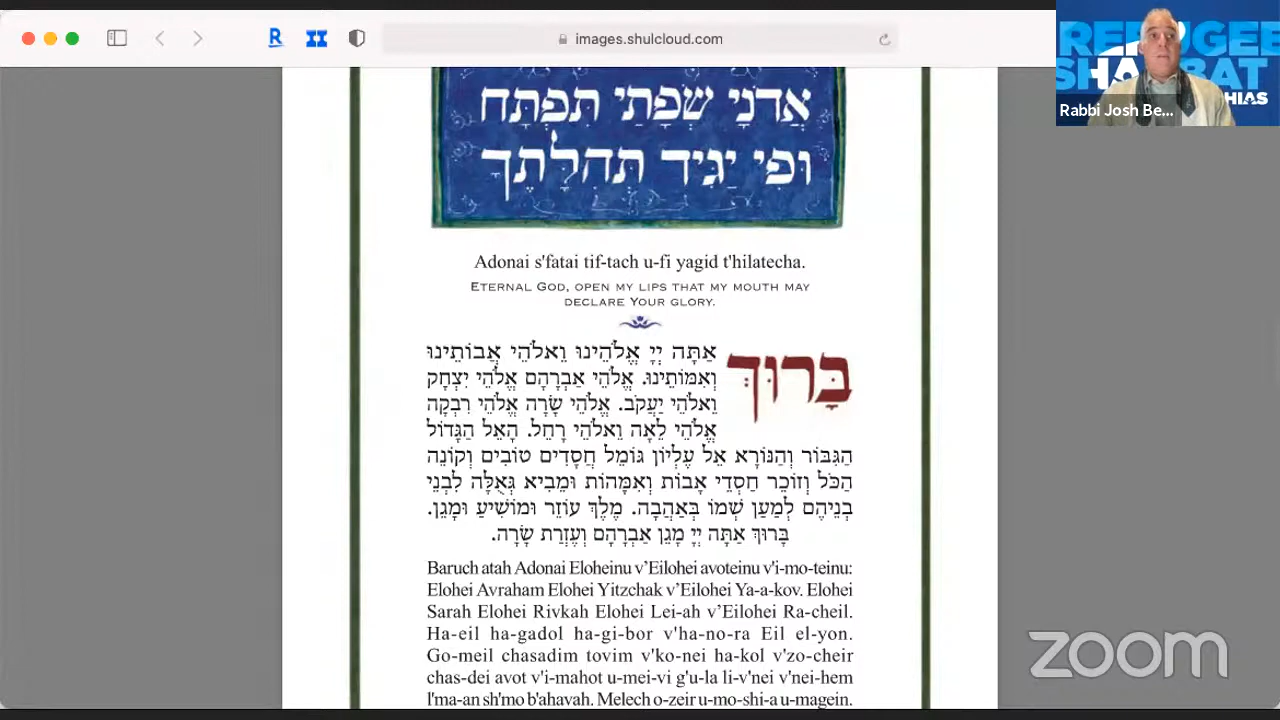 images.shulcloud.com
REFUGEE
SHABBAT
HIAS
Rabbi Josh Be...
אֲדֹנָי שְׂפָתַי תִּפְתָּח
וּפִי יַגִּיד תְּהִלָּתֶךָ
Adonai s'fatai tif-tach u-fi yagid t'hilatecha.
ETERNAL GOD, OPEN MY LIPS THAT MY MOUTH MAY
DECLARE YOUR GLORY.
בָּרוּךְ אַתָּה יְיָ אֱלֹהֵינוּ וֵאלֹהֵי אֲבוֹתֵינוּ
וְאִמּוֹתֵינוּ. אֱלֹהֵי אַבְרָהָם אֱלֹהֵי יִצְחָק
וֵאלֹהֵי יַעֲקֹב. אֱלֹהֵי שָׂרָה אֱלֹהֵי רִבְקָה
אֱלֹהֵי לֵאָה וֵאלֹהֵי רָחֵל. הָאֵל הַגָּדוֹל
הַגִּבּוֹר וְהַנּוֹרָא אֵל עֶלְיוֹן גּוֹמֵל חֲסָדִים טוֹבִים וְקוֹנֵה
הַכֹּל וְזוֹכֵר חַסְדֵי אָבוֹת וְאִמָּהוֹת וּמֵבִיא גְּאֻלָּה לִבְנֵי
בְנֵיהֶם לְמַעַן שְׁמוֹ בְּאַהֲבָה. מֶלֶךְ עוֹזֵר וּמוֹשִׁיעַ וּמָגֵן.
בָּרוּךְ אַתָּה יְיָ מָגֵן אַבְרָהָם וְעֶזְרַת שָׂרָה.
Baruch atah Adonai Eloheinu v'Eilohei avoteinu v'i-mo-teinu:
Elohei Avraham Elohei Yitzchak v'Eilohei Ya-a-kov. Elohei
Sarah Elohei Rivkah Elohei Lei-ah v'Eilohei Ra-cheil.
Ha-eil ha-gadol ha-gi-bor v'ha-no-ra Eil el-yon.
Go-meil chasadim tovim v'ko-nei ha-kol v'zo-cheir
chas-dei avot v'i-mahot u-mei-vi g'u-la li-v'nei v'nei-hem
l'ma-an sh'mo b'ahavah. Melech o-zeir u-mo-shi-a u-magein.
zoom